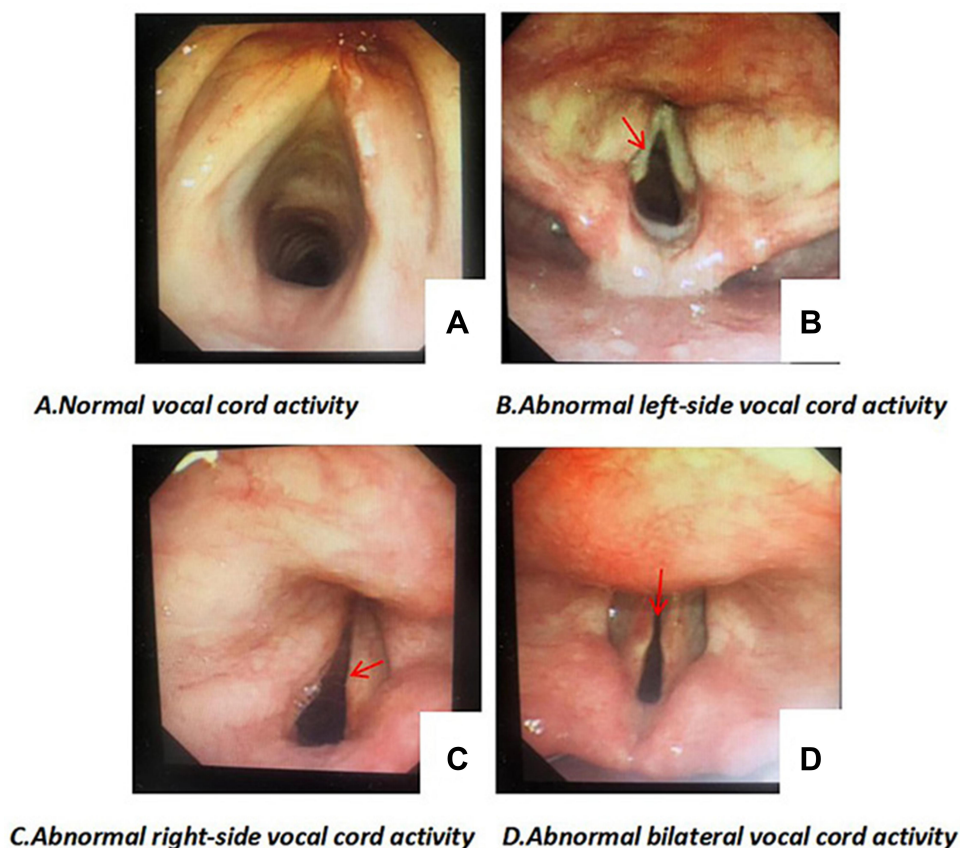 A
B
A.Normal vocal cord activity
B.Abnormal left-side vocal cord activity
C
D
C.Abnormal right-side vocal cord activity
D.Abnormal bilateral vocal cord activity